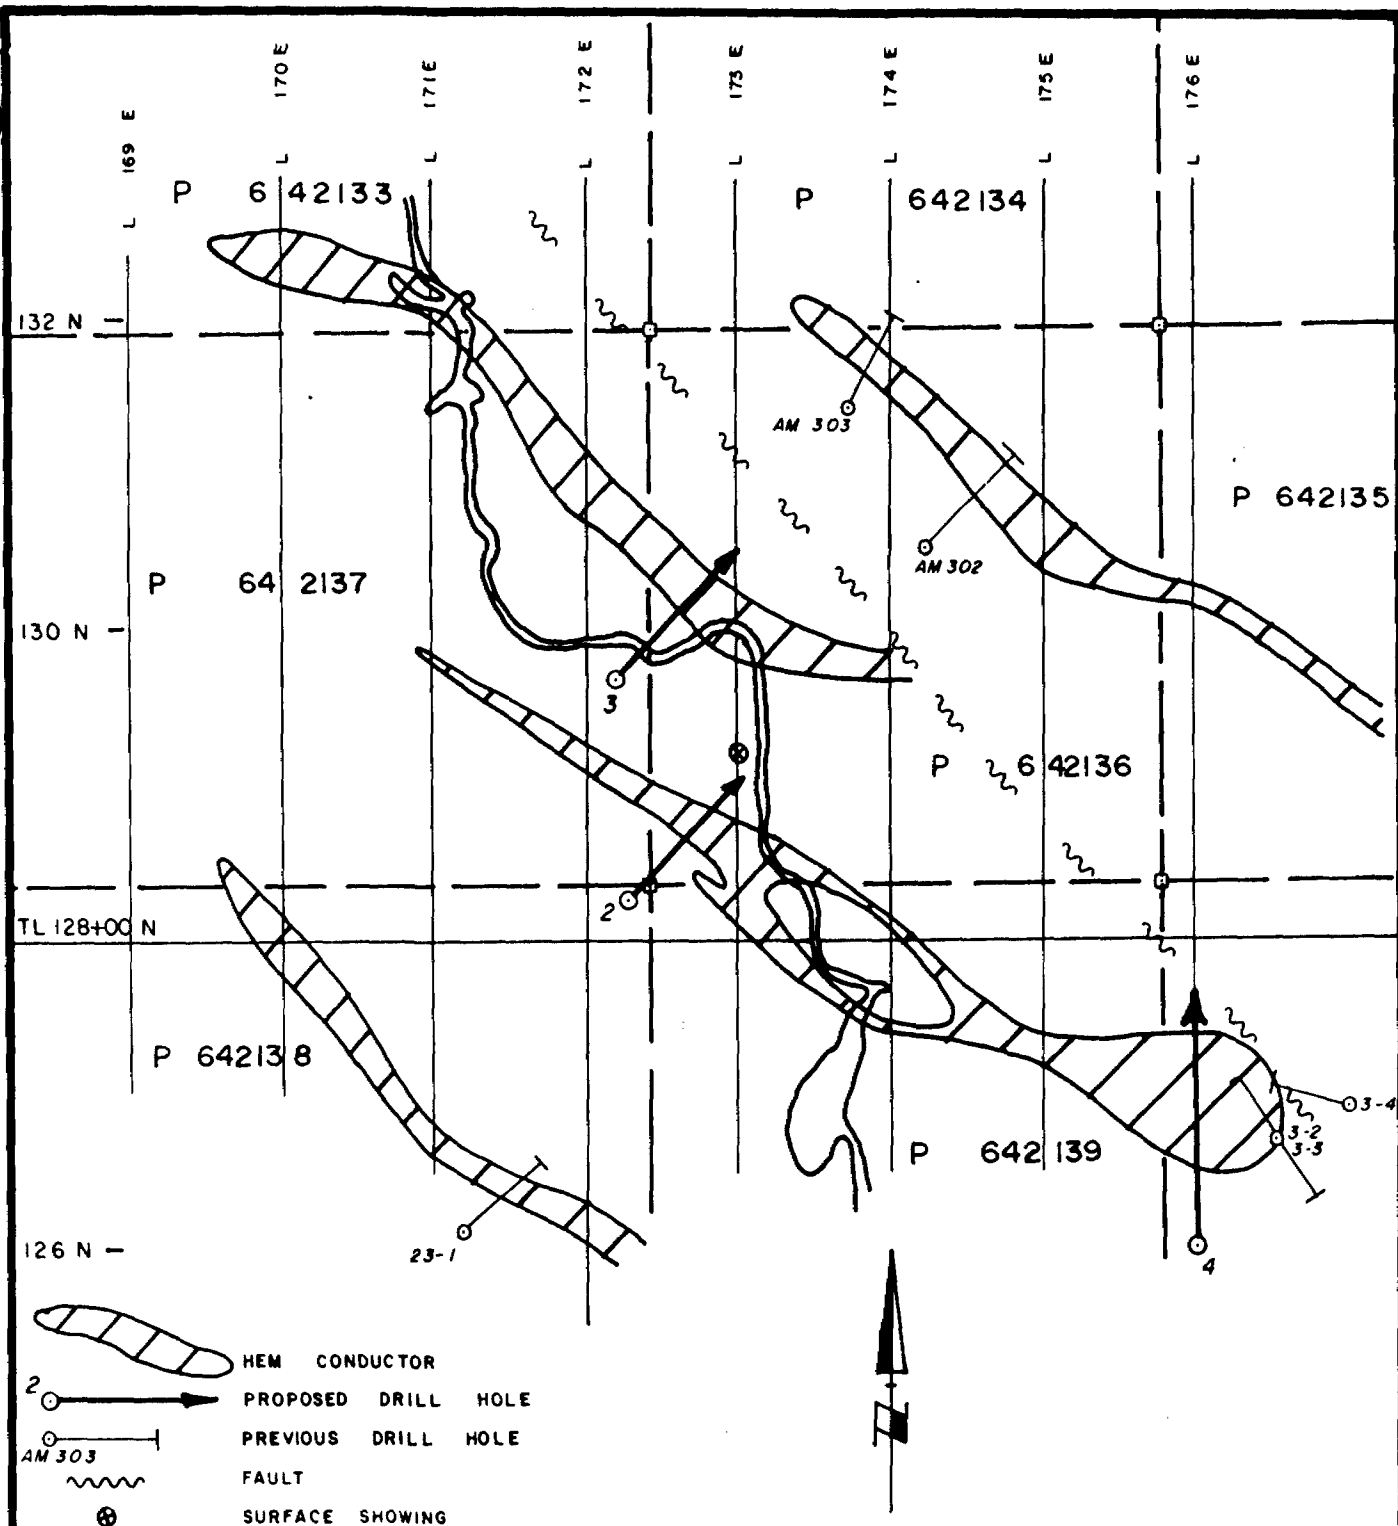 L 169 E
L 170 E
L 171 E
L 172 E
L 173 E
L 174 E
L 175 E
L 176 E
P 642133
P 642134
132 N
AM 303
P 642135
AM 302
P 642137
130 N
3
P 642136
2
TL 128+00 N
P 642138
3-4
3-2
3-3
P 642139
23-1
126 N
4
HEM CONDUCTOR
2
PROPOSED DRILL HOLE
PREVIOUS DRILL HOLE
AM 303
FAULT
SURFACE SHOWING